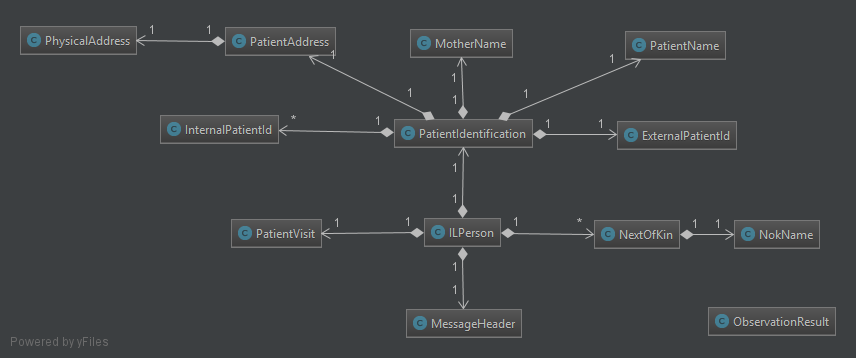 C PhysicalAddress 1 1 C PatientAddress 1
C MotherName
C PatientName
1
1 1
1 1
1
C InternalPatientId * 1 C PatientIdentification 1 1 C ExternalPatientId
1
1
C PatientVisit 1 1 C ILPerson 1 * C NextOfKin 1 1 C NokName
1
1
C MessageHeader
C ObservationResult
Powered by yFiles